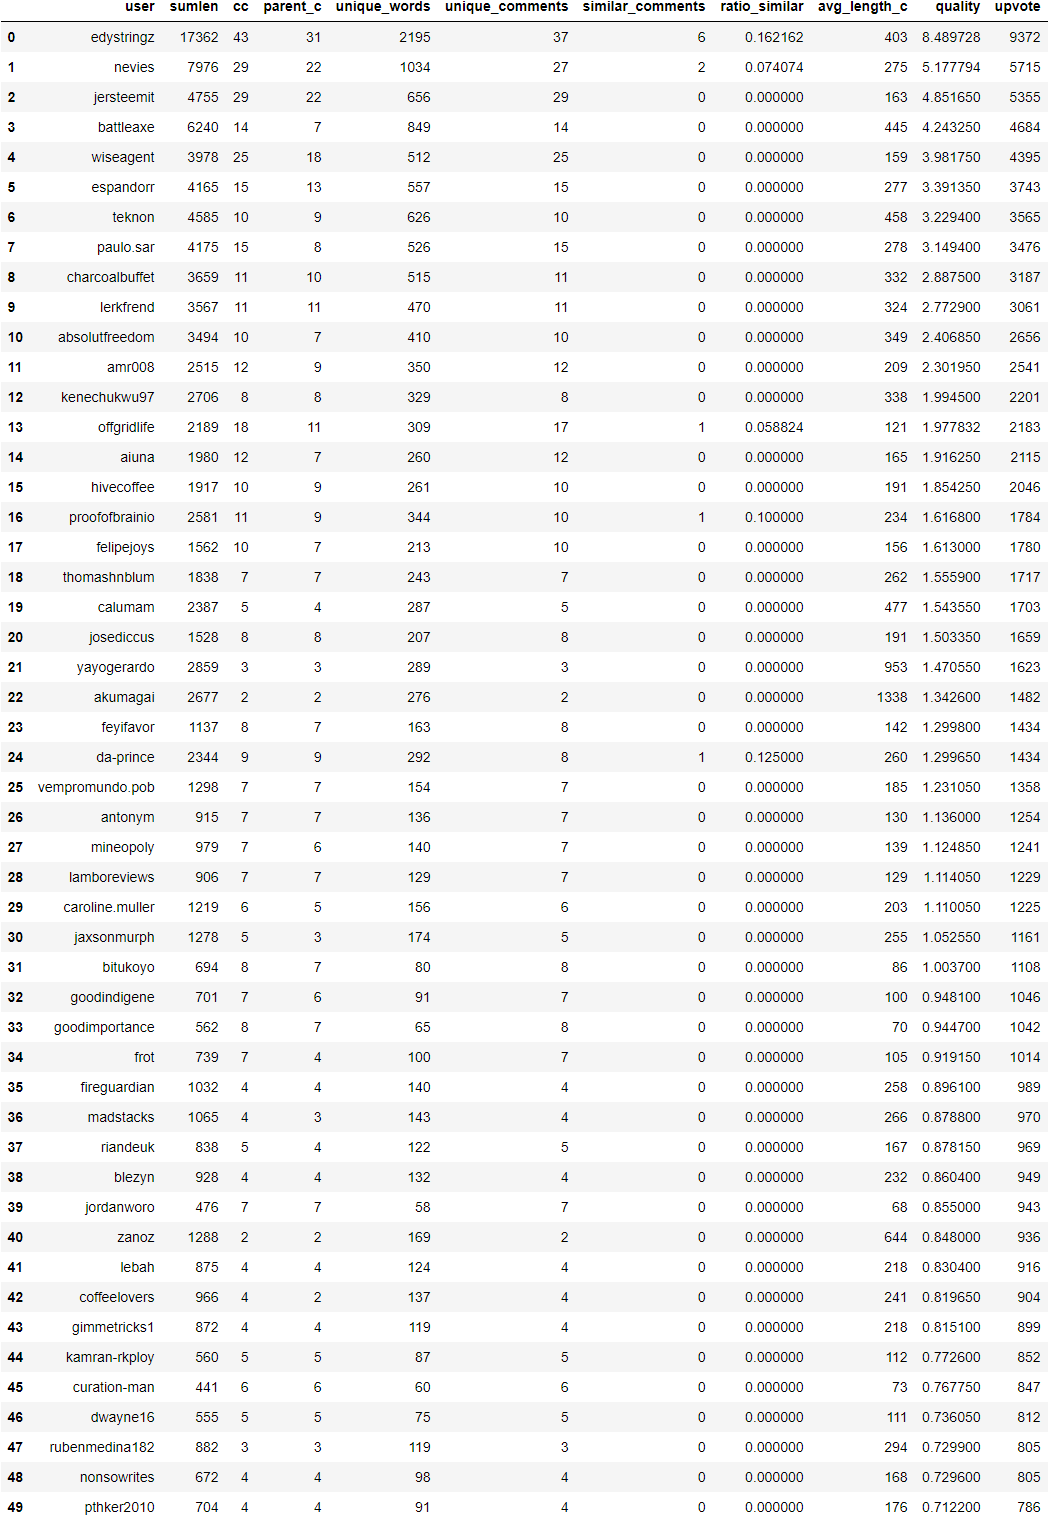 user sumlen cc parent_c unique_words unique_comments similar_comments ratio_similar avg_length_c quality upvote
0 edystringz 17362 43 31 2195 37 6 0.162162 403 8.489728 9372
1 nevies 7976 29 22 1034 27 2 0.074074 275 5.177794 5715
2 jersteemit 4755 29 22 656 29 0 0.000000 163 4.851650 5355
3 battleaxe 6240 14 7 849 14 0 0.000000 445 4.243250 4684
4 wiseagent 3978 25 18 512 25 0 0.000000 159 3.981750 4395
5 espandorr 4165 15 13 557 15 0 0.000000 277 3.391350 3743
6 teknon 4585 10 9 626 10 0 0.000000 458 3.229400 3565
7 paulo.sar 4175 15 8 526 15 0 0.000000 278 3.149400 3476
8 charcoalbuffet 3659 11 10 515 11 0 0.000000 332 2.887500 3187
9 lerkfrend 3567 11 11 470 11 0 0.000000 324 2.772900 3061
10 absolutfreedom 3494 10 7 410 10 0 0.000000 349 2.406850 2656
11 amr008 2515 12 9 350 12 0 0.000000 209 2.301950 2541
12 kenechukwu97 2706 8 8 329 8 0 0.000000 338 1.994500 2201
13 offgridlife 2189 18 11 309 17 1 0.058824 121 1.977832 2183
14 aiuna 1980 12 7 260 12 0 0.000000 165 1.916250 2115
15 hivecoffee 1917 10 9 261 10 0 0.000000 191 1.854250 2046
16 proofofbrainio 2581 11 9 344 10 1 0.100000 234 1.616800 1784
17 felipejoys 1562 10 7 213 10 0 0.000000 156 1.613000 1780
18 thomashnblum 1838 7 7 243 7 0 0.000000 262 1.555900 1717
19 calumam 2387 5 4 287 5 0 0.000000 477 1.543550 1703
20 josediccus 1528 8 8 207 8 0 0.000000 191 1.503350 1659
21 yayogerardo 2859 3 3 289 3 0 0.000000 953 1.470550 1623
22 akumagai 2677 2 2 276 2 0 0.000000 1338 1.342600 1482
23 feyifavor 1137 8 7 163 8 0 0.000000 142 1.299800 1434
24 da-prince 2344 9 9 292 8 1 0.125000 260 1.299650 1434
25 vempromundo.pob 1298 7 7 154 7 0 0.000000 185 1.231050 1358
26 antonym 915 7 7 136 7 0 0.000000 130 1.136000 1254
27 mineopoly 979 7 6 140 7 0 0.000000 139 1.124850 1241
28 lamboreviews 906 7 7 129 7 0 0.000000 129 1.114050 1229
29 caroline.muller 1219 6 5 156 6 0 0.000000 203 1.110050 1225
30 jaxsonmurph 1278 5 3 174 5 0 0.000000 255 1.052550 1161
31 bitukoyo 694 8 7 80 8 0 0.000000 86 1.003700 1108
32 goodindigene 701 7 6 91 7 0 0.000000 100 0.948100 1046
33 goodimportance 562 8 7 65 8 0 0.000000 70 0.944700 1042
34 frot 739 7 4 100 7 0 0.000000 105 0.919150 1014
35 fireguardian 1032 4 4 140 4 0 0.000000 258 0.896100 989
36 madstacks 1065 4 3 143 4 0 0.000000 266 0.878800 970
37 riandeuk 838 5 4 122 5 0 0.000000 167 0.878150 969
38 blezyn 928 4 4 132 4 0 0.000000 232 0.860400 949
39 jordanworo 476 7 7 58 7 0 0.000000 68 0.855000 943
40 zanoz 1288 2 2 169 2 0 0.000000 644 0.848000 936
41 lebah 875 4 4 124 4 0 0.000000 218 0.830400 916
42 coffeelovers 966 4 2 137 4 0 0.000000 241 0.819650 904
43 gimmetricks1 872 4 4 119 4 0 0.000000 218 0.815100 899
44 kamran-rkploy 560 5 5 87 5 0 0.000000 112 0.772600 852
45 curation-man 441 6 6 60 6 0 0.000000 73 0.767750 847
46 dwayne16 555 5 5 75 5 0 0.000000 111 0.736050 812
47 rubenmedina182 882 3 3 119 3 0 0.000000 294 0.729900 805
48 nonsowrites 672 4 4 98 4 0 0.000000 168 0.729600 805
49 pthker2010 704 4 4 91 4 0 0.000000 176 0.712200 786